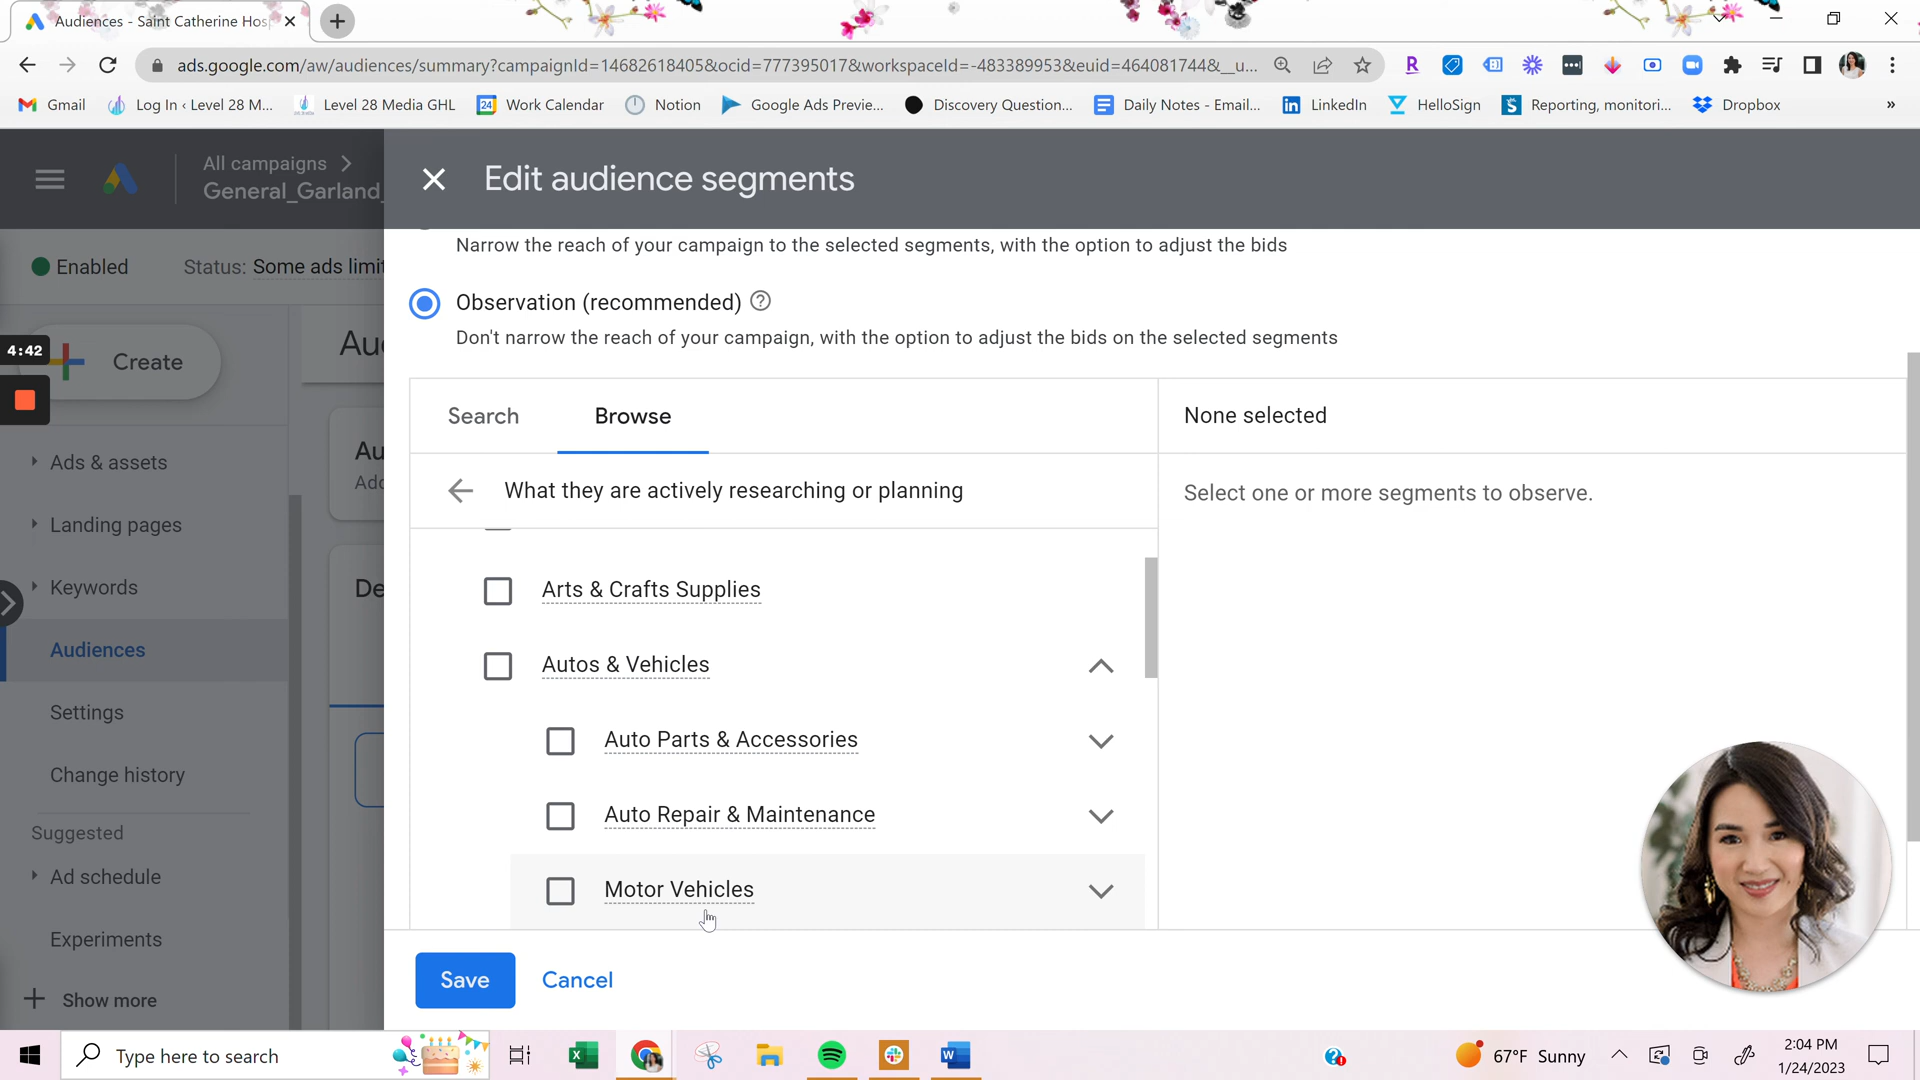 Audiences - Saint Catherine Hos
ads.google.com/aw/audiences/summary?campaignId=14682618405&ocid=777395017&workspaceId=-483389953&euid=464081744&__u...
Gmail
Log In ‹ Level 28 M...
Level 28 Media GHL
Work Calendar
Notion
Google Ads Previe...
Discovery Question...
Daily Notes - Email...
LinkedIn
HelloSign
Reporting, monitori...
Dropbox
»
All campaigns
General_Garland_
Edit audience segments
Enabled
Status: Some ads limit
Narrow the reach of your campaign to the selected segments, with the option to adjust the bids
Observation (recommended)
Don't narrow the reach of your campaign, with the option to adjust the bids on the selected segments
4:42
Create
Au
Search
Browse
None selected
Au
Add
Ads & assets
What they are actively researching or planning
Select one or more segments to observe.
Landing pages
Keywords
De
Arts & Crafts Supplies
Audiences
Autos & Vehicles
Settings
Auto Parts & Accessories
Change history
Auto Repair & Maintenance
Suggested
Ad schedule
Motor Vehicles
Experiments
Save
Cancel
Show more
Type here to search
67°F Sunny
2:04 PM
1/24/2023